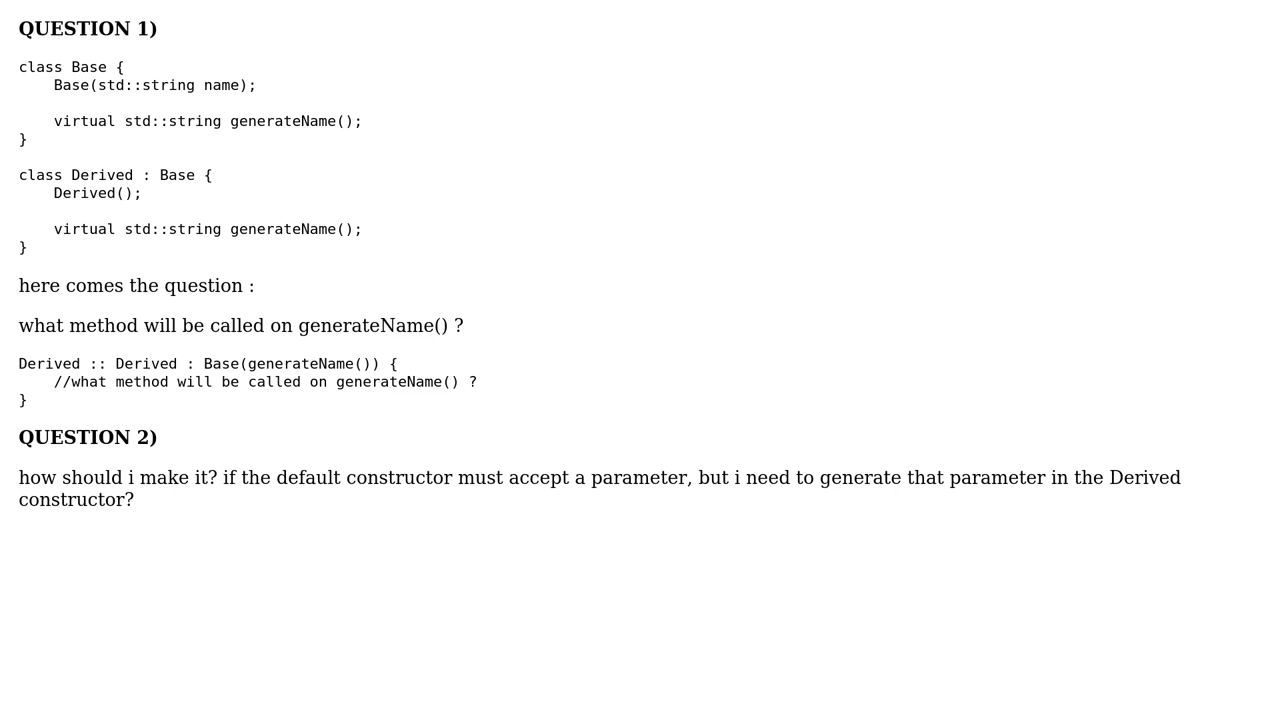 QUESTION 1)
class Base {
    Base(std::string name);
    virtual std::string generateName();
}
class Derived : Base {
    Derived();
    virtual std::string generateName();
}
here comes the question :
what method will be called on generateName() ?
Derived :: Derived : Base(generateName()) {
    //what method will be called on generateName() ?
}
QUESTION 2)
how should i make it? if the default constructor must accept a parameter, but i need to generate that parameter in the Derived
constructor?